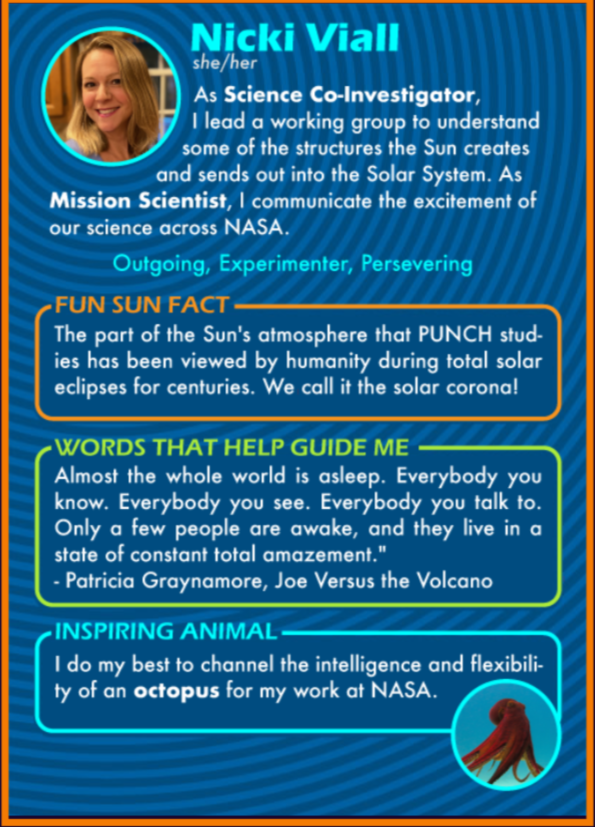 Nicki Viall
she/her
As Science Co-Investigator,
I lead a working group to understand
some of the structures the Sun creates
and sends out into the Solar System. As
Mission Scientist, I communicate the excitement of
our science across NASA.
Outgoing, Experimenter, Persevering
FUN SUN FACT
The part of the Sun's atmosphere that PUNCH stud-
ies has been viewed by humanity during total solar
eclipses for centuries. We call it the solar corona!
WORDS THAT HELP GUIDE ME
Almost the whole world is asleep. Everybody you
know. Everybody you see. Everybody you talk to.
Only a few people are awake, and they live in a
state of constant total amazement."
- Patricia Graynamore, Joe Versus the Volcano
INSPIRING ANIMAL
I do my best to channel the intelligence and flexibili-
ty of an octopus for my work at NASA.